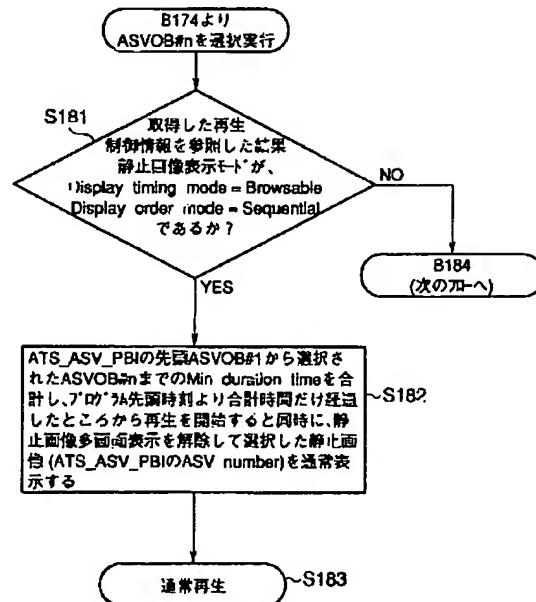 B174より
ASVOB#nを選択実行
S181
取得した再生
制御情報を参照した結果
静止画像表示モードが、
Display timing mode = Browsable
Display order mode = Sequential
であるか？
NO
B184
(次のフローへ)
YES
ATS_ASV_PBIの先頭ASVOB#1から選択さ
れたASVOB#nまでのMin duration timeを合
計し、プログラム先頭時刻より合計時間だけ経過
したところから再生を開始すると同時に、静
止画像多画面表示を解除して選択した静止画
像 (ATS_ASV_PBIのASV number)を通常表
示する
S182
通常再生
S183